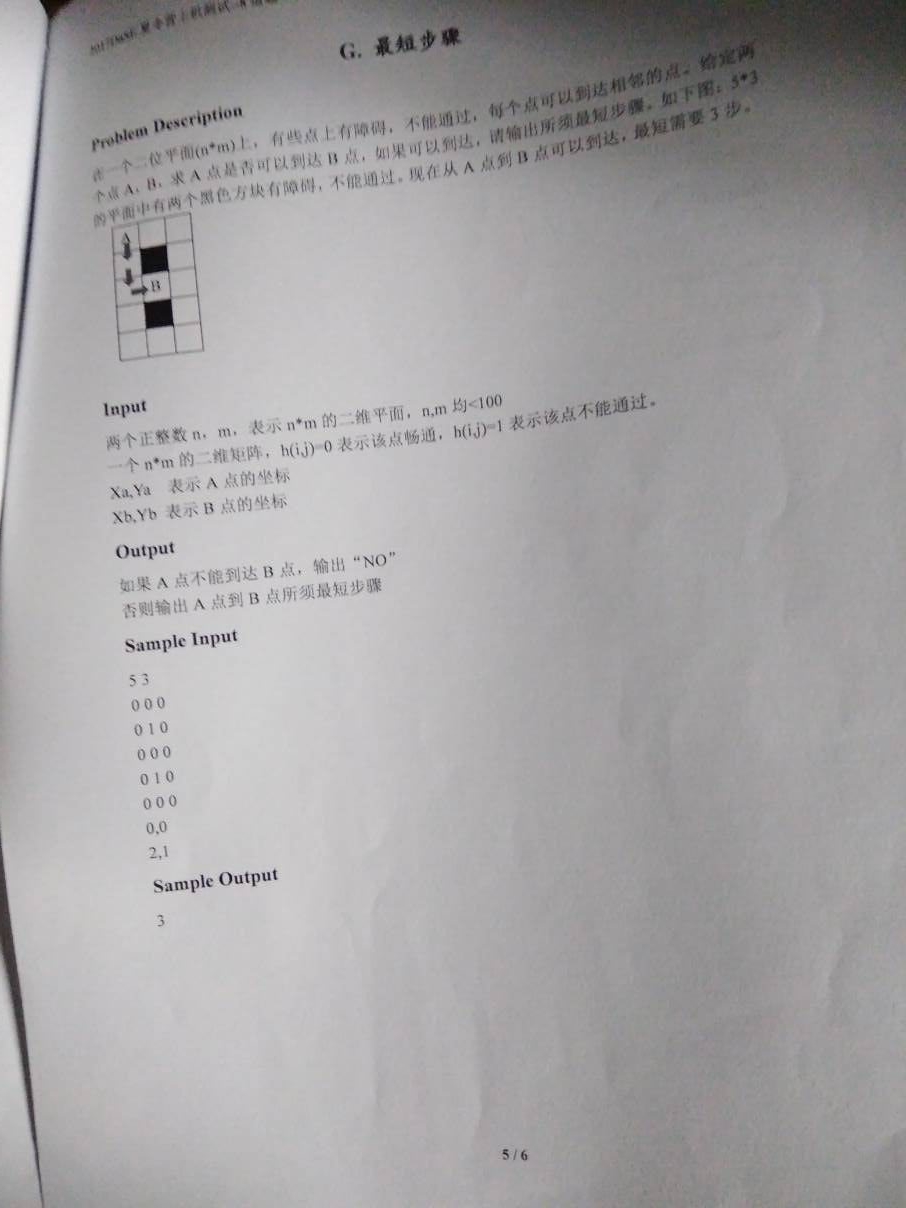 夏令营上机测试
G. 最短步骤
Problem Description
在一个二位平面(n*m)上，有些点上有障碍，不能通过，每个点可以到达相邻的点。给定两
个点 A、B，求 A 点是否可以到达 B 点，如果可以到达，请输出所须最短步骤。如下图：5*3
的平面中有两个黑色方块有障碍，不能通过。现在从 A 点到 B 点可以到达，最短需要 3 步。
A
B
Input
两个正整数 n，m，表示 n*m 的二维平面，n,m 均<100
一个 n*m 的二维矩阵，h(i,j)=0 表示该点畅通，h(i,j)=1 表示该点不能通过。
Xa,Ya 表示 A 点的坐标
Xb,Yb 表示 B 点的坐标
Output
如果 A 点不能到达 B 点，输出“NO”
否则输出 A 点到 B 点所须最短步骤
Sample Input
5 3
0 0 0
0 1 0
0 0 0
0 1 0
0 0 0
0,0
2,1
Sample Output
3
5 / 6